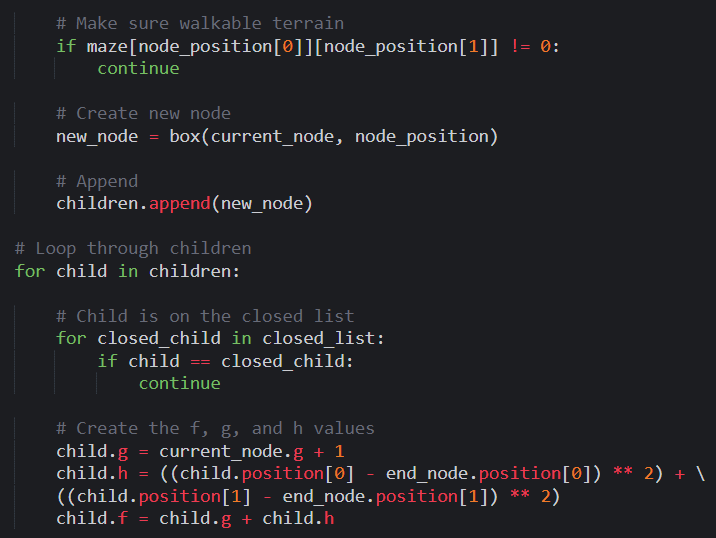 # Make sure walkable terrain
if maze[node_position[0]][node_position[1]] != 0:
continue
# Create new node
new_node = box(current_node, node_position)
# Append
children.append(new_node)
# Loop through children
for child in children:
# Child is on the closed list
for closed_child in closed_list:
if child == closed_child:
continue
# Create the f, g, and h values
child.g = current_node.g + 1
child.h = ((child.position[0] - end_node.position[0]) ** 2) + \
((child.position[1] - end_node.position[1]) ** 2)
child.f = child.g + child.h